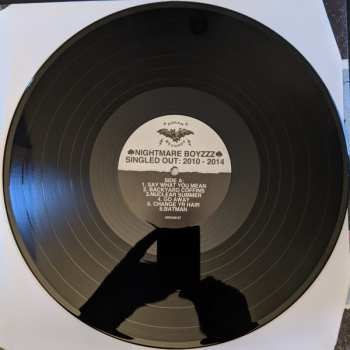 ♠NIGHTMARE BOYZZZ♠
SINGLED OUT: 2010 - 2014
SIDE A
1. SAY WHAT YOU MEAN
2. BACKYARD COFFINS
3.NUCLEAR SUMMER
4. GO AWAY
5. CHANGE YR HAIR
6.BATMAN